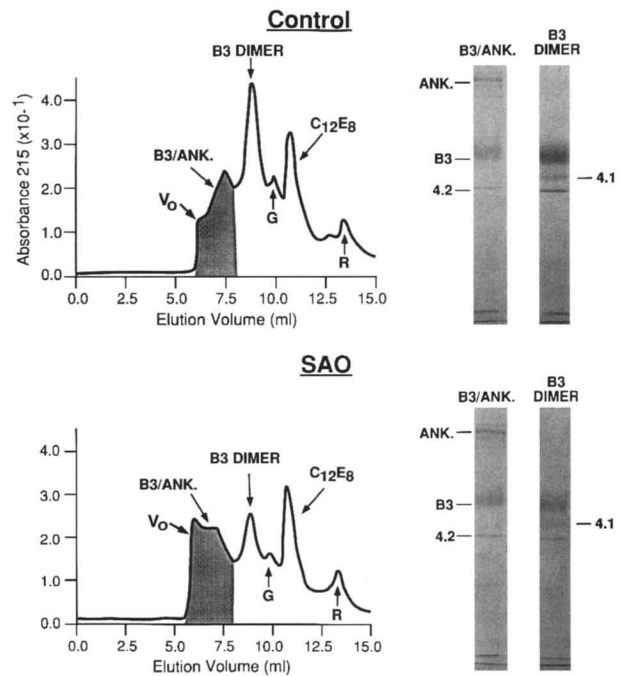 Control
B3 DIMER
C12E8
B3/ANK.
VO
G
R
Absorbance 215 (x10-1)
4.0
3.0
2.0
1.0
0.0
0.0 2.5 5.0 7.5 10.0 12.5 15.0
Elution Volume (ml)
B3/ANK.
B3
DIMER
ANK.
B3
4.2
4.1
SAO
B3 DIMER
C12E8
B3/ANK.
VO
G
R
4.0
3.0
2.0
1.0
0.0
0.0 2.5 5.0 7.5 10.0 12.5 15.0
Elution Volume (ml)
B3/ANK.
B3
DIMER
ANK.
B3
4.2
4.1